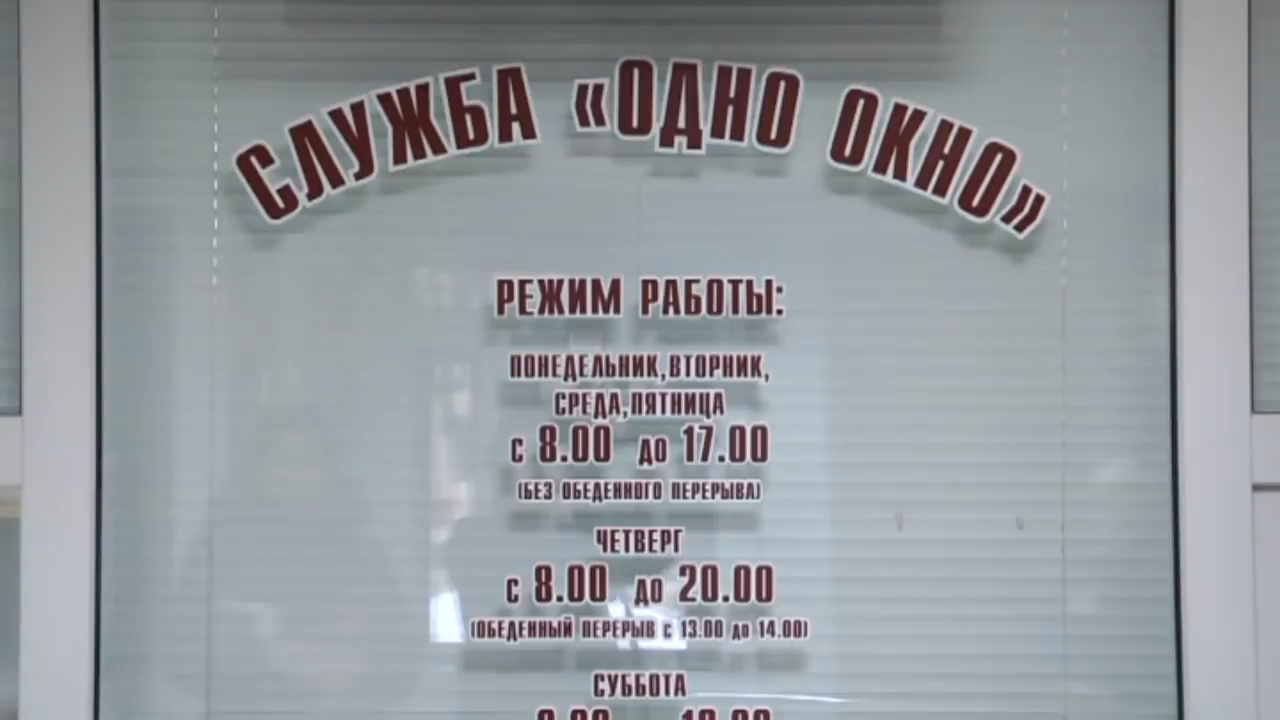 СЛУЖБА «ОДНО ОКНО»
РЕЖИМ РАБОТЫ:
ПОНЕДЕЛЬНИК,ВТОРНИК,
СРЕДА,ПЯТНИЦА
С 8.00 ДО 17.00
(БЕЗ ОБЕДЕННОГО ПЕРЕРЫВА)
ЧЕТВЕРГ
С 8.00 ДО 20.00
(ОБЕДЕННЫЙ ПЕРЕРЫВ С 13.00 ДО 14.00)
СУББОТА